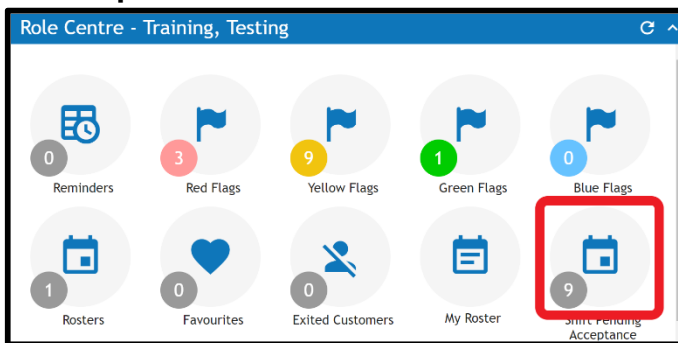 Role Centre - Training, Testing
0 3 9 1 0
Reminders Red Flags Yellow Flags Green Flags Blue Flags
1 0 0 9
Rosters Favourites Exited Customers My Roster Shift Pending
Acceptance